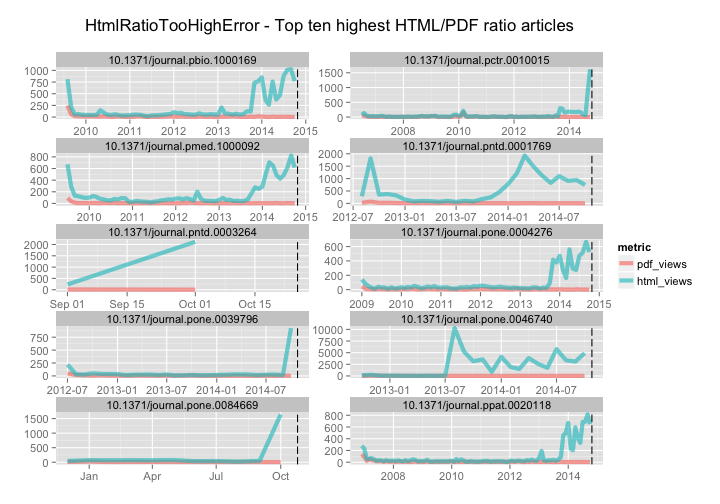 HtmlRatioTooHighError - Top ten highest HTML/PDF ratio articles
10.1371/journal.pbio.1000169
1000
750
500
250
0
2010 2011 2012 2013 2014 2015
10.1371/journal.pctr.0010015
1500
1000
500
0
2008 2010 2012 2014
10.1371/journal.pmed.1000092
800
600
400
200
0
2010 2011 2012 2013 2014 2015
10.1371/journal.pntd.0001769
2000
1500
1000
500
0
2012-07 2013-01 2013-07 2014-01 2014-07
10.1371/journal.pntd.0003264
2000
1500
1000
500
0
Sep 01 Sep 15 Oct 01 Oct 15
10.1371/journal.pone.0004276
600
400
200
0
2009 2010 2011 2012 2013 2014 2015
metric
pdf_views
html_views
10.1371/journal.pone.0039796
750
500
250
0
2012-07 2013-01 2013-07 2014-01 2014-07
10.1371/journal.pone.0046740
10000
7500
5000
2500
0
2013-01 2013-07 2014-01 2014-07
10.1371/journal.pone.0084669
1500
1000
500
0
Jan Apr Jul Oct
10.1371/journal.ppat.0020118
800
600
400
200
0
2008 2010 2012 2014